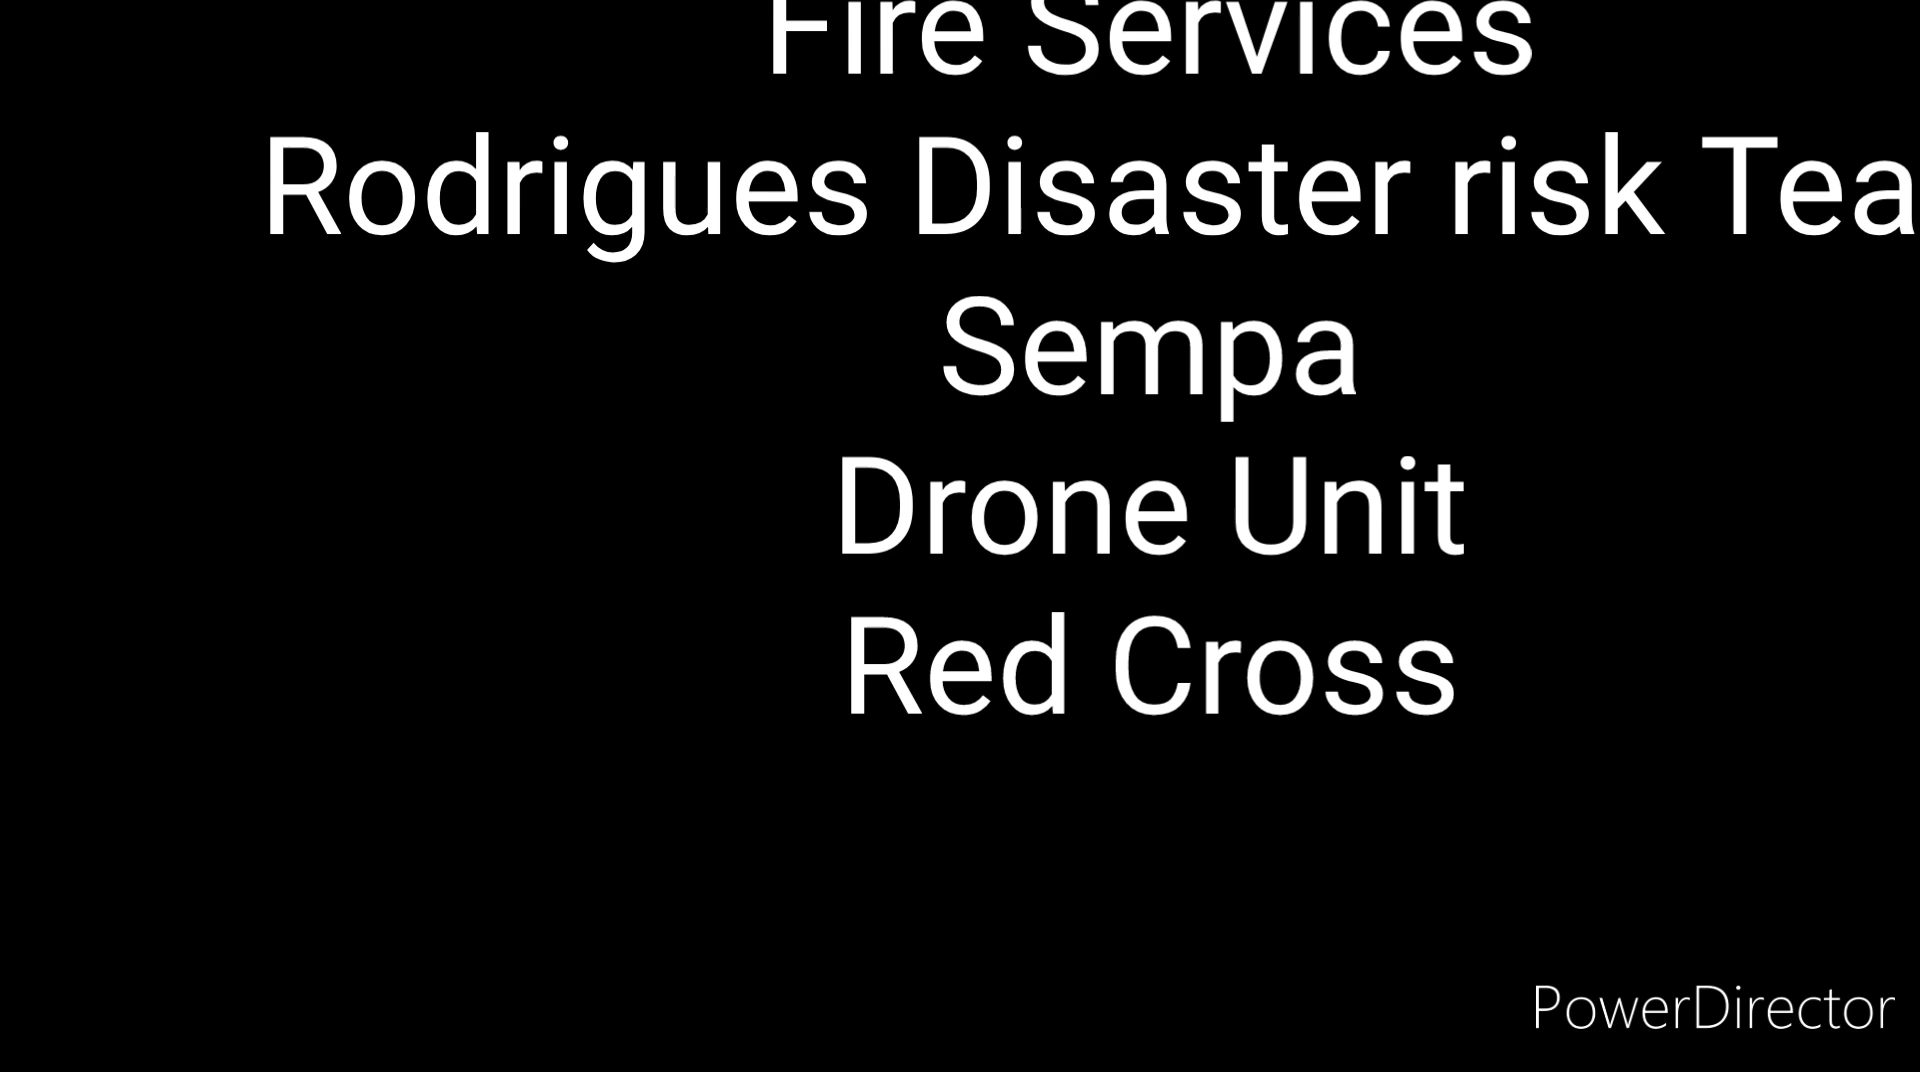 Fire Services
Rodrigues Disaster risk Tea
Sempa
Drone Unit
Red Cross
PowerDirector